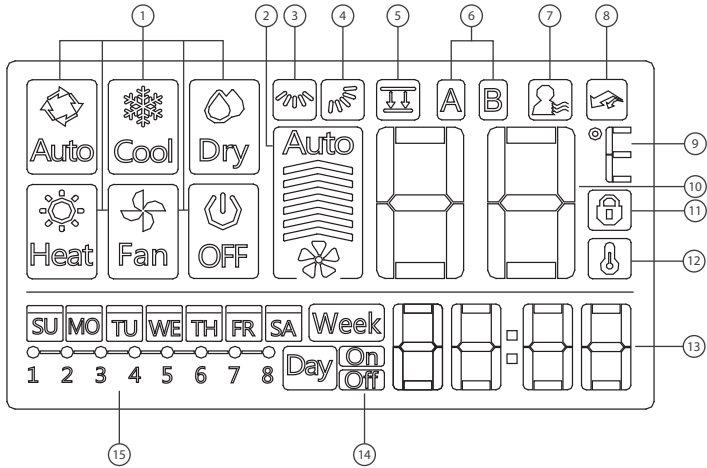 1 2 3 4 5 6 7 8
Auto Cool Dry Auto A B
9
10
Heat Fan OFF 11
12
SU MO TU WE TH FR SA Week 88:88
1 2 3 4 5 6 7 8 Day On 13
Off
15 14